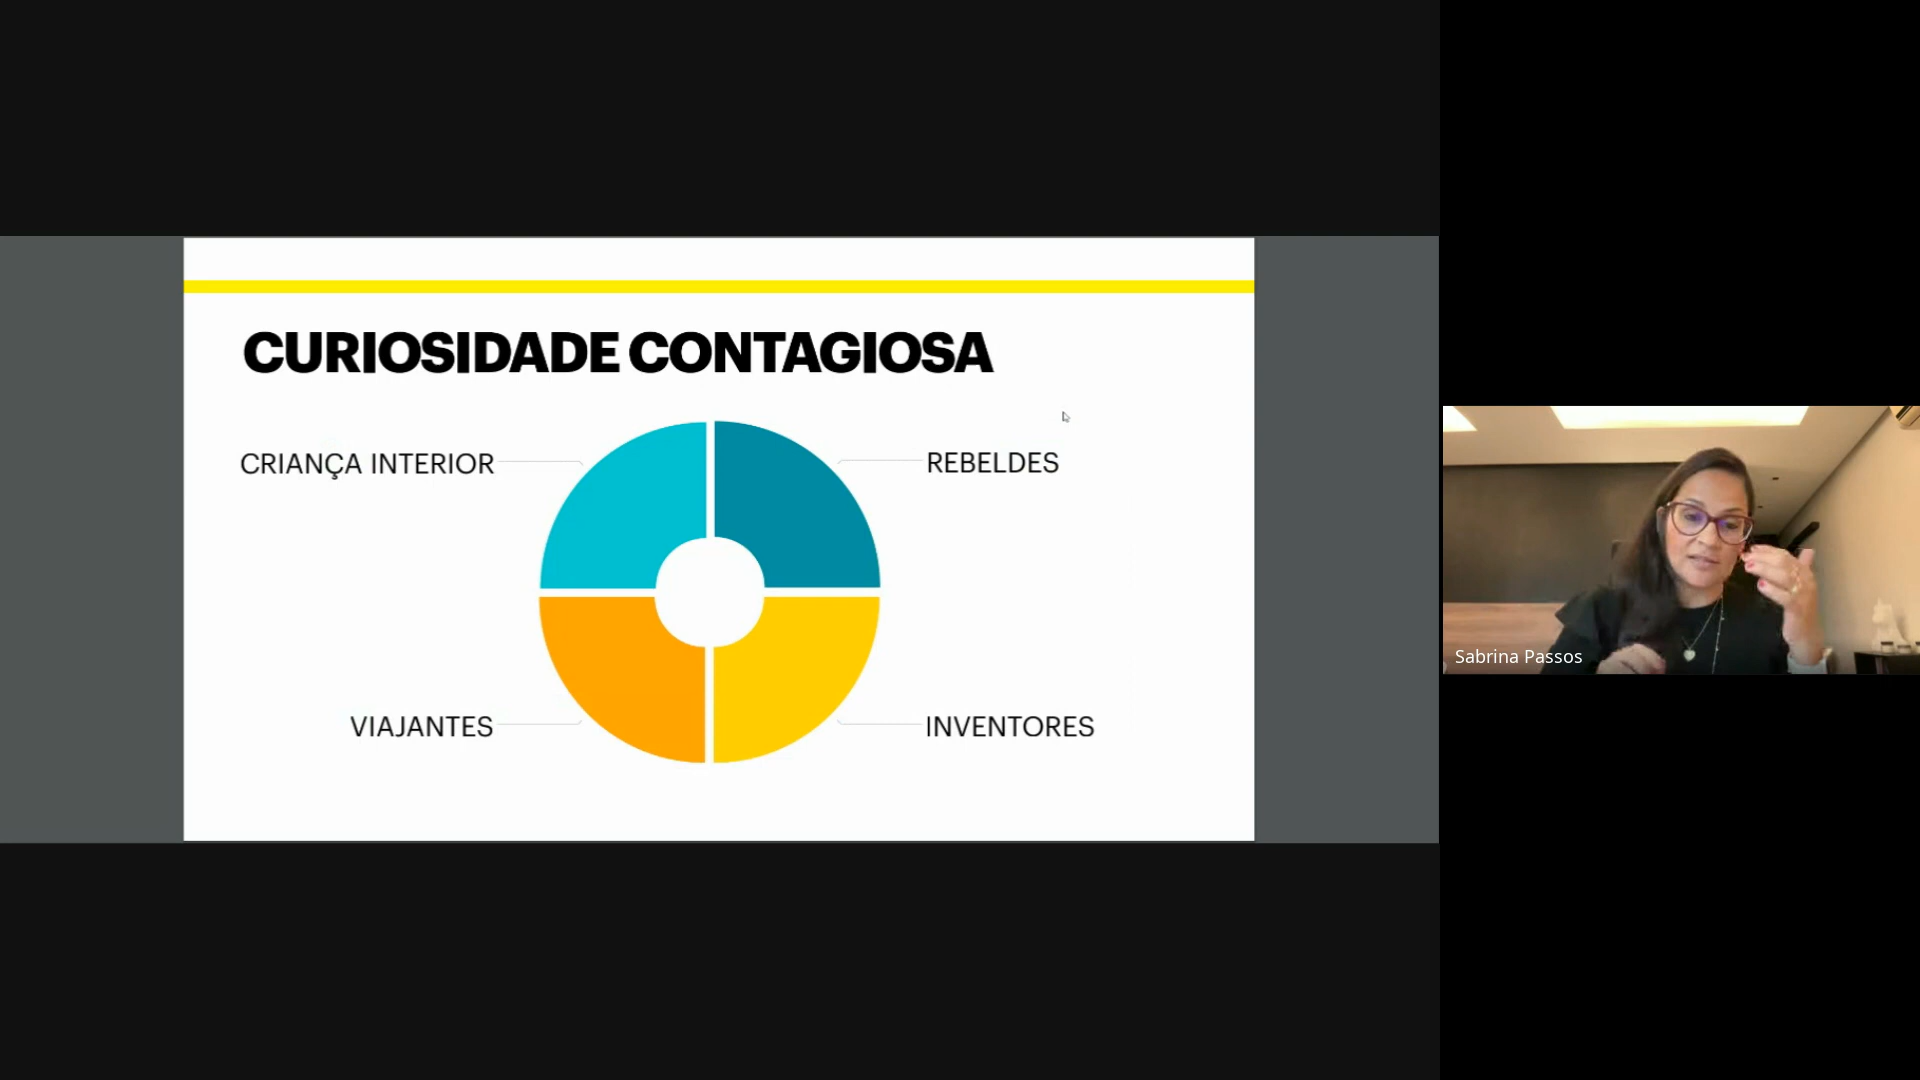 CURIOSIDADE CONTAGIOSA
CRIANÇA INTERIOR
REBELDES
VIAJANTES
INVENTORES
Sabrina Passos